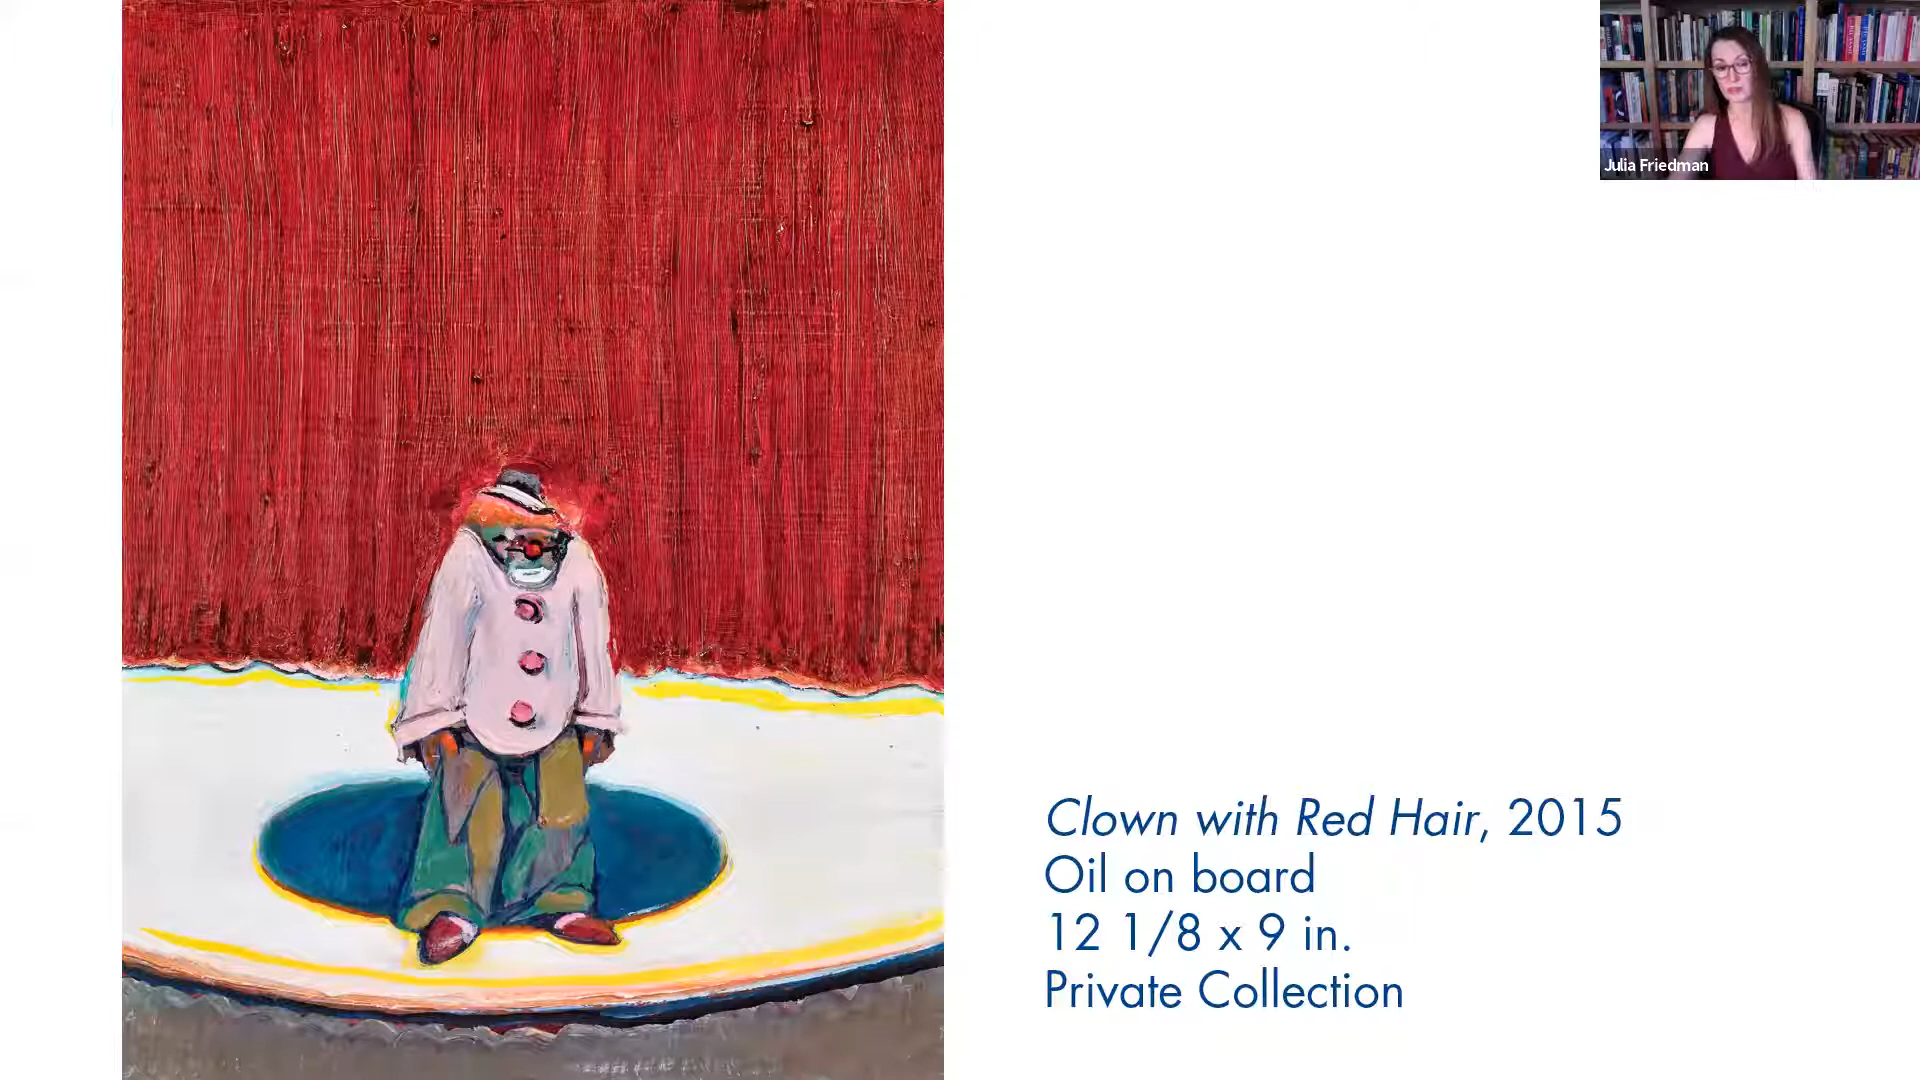 Julia Friedman
Clown with Red Hair, 2015
Oil on board
12 1/8 x 9 in.
Private Collection